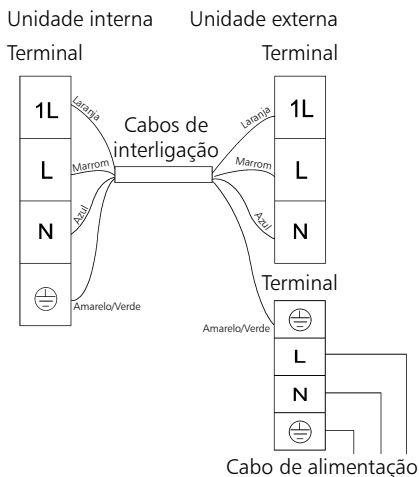 Unidade interna
Unidade externa
Terminal
Terminal
1L
L
N
Laranja
Marrom
Azul
Amarelo/Verde
Cabos de
interligação
Laranja
Marrom
Azul
Amarelo/Verde
1L
L
N
Terminal
L
N
Cabo de alimentação